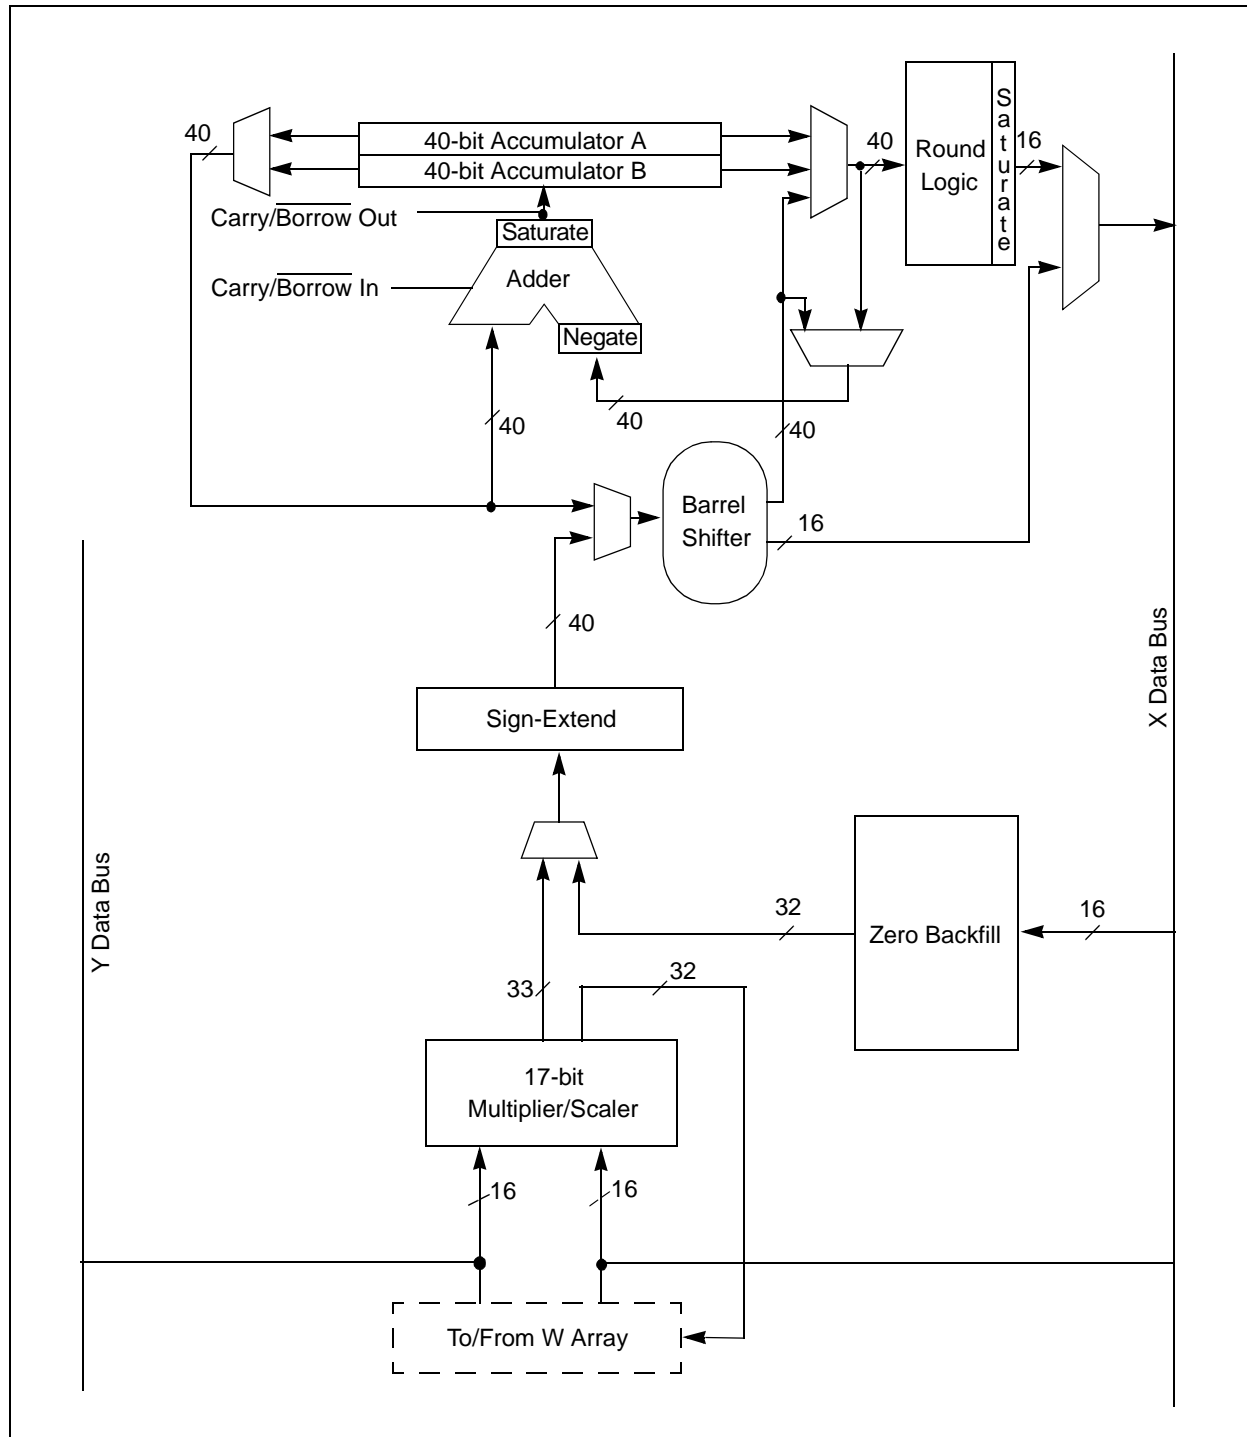 40
40-bit Accumulator A
40-bit Accumulator B
Carry/Borrow Out
Saturate
Carry/Borrow In
Adder
Negate
40
Round
Logic
Saturate
16
40
40
40
Barrel
Shifter
16
40
Sign-Extend
X Data Bus
Y Data Bus
32
Zero Backfill
16
33
32
17-bit
Multiplier/Scaler
16
16
To/From W Array